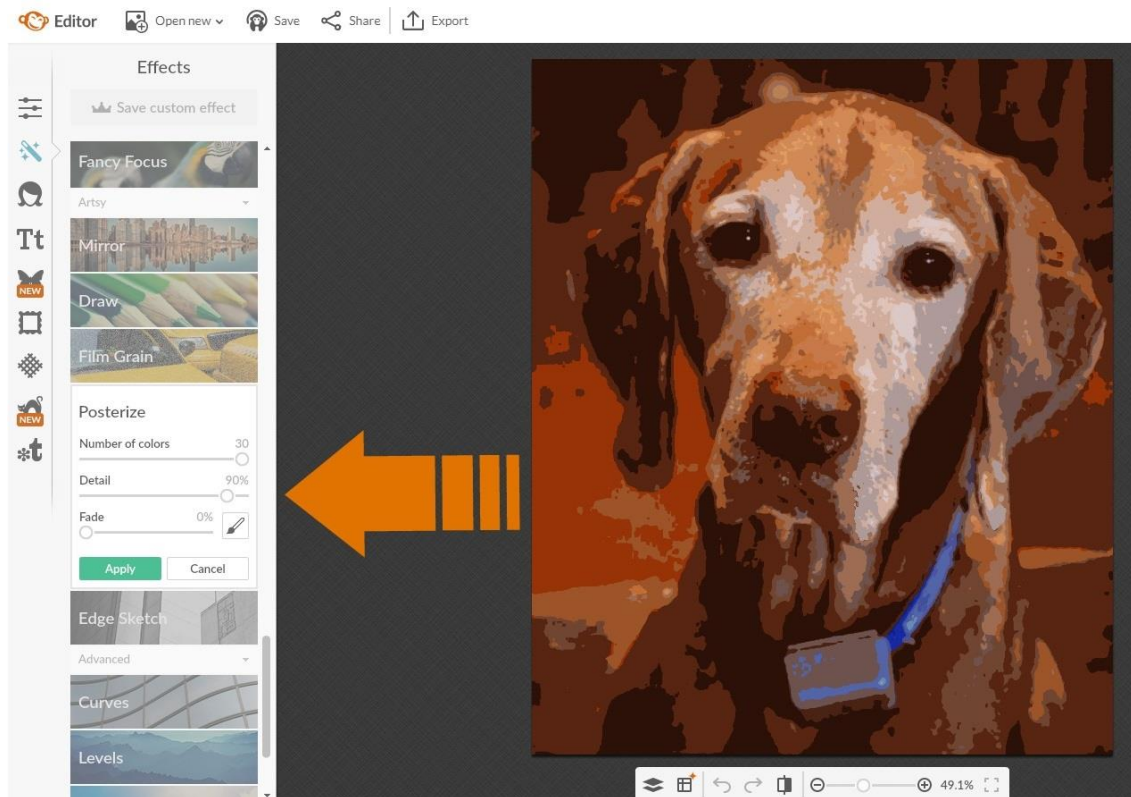 Editor Open new Save Share Export
Effects
Save custom effect
Fancy Focus
Artsy
Mirror
Draw
Film Grain
Posterize
Number of colors 30
Detail 90%
Fade 0%
Apply Cancel
Edge Sketch
Advanced
Curves
Levels
Tt
NEW
NEW
t
49.1%